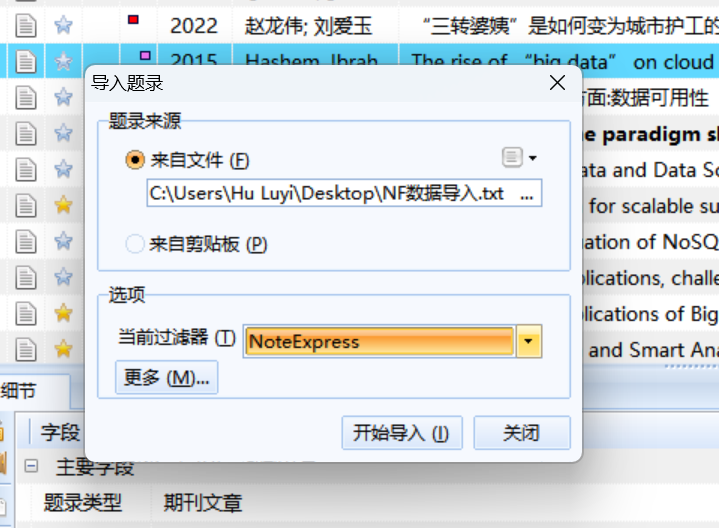 2022 赵龙伟; 刘爱玉 “三转婆姨”是如何变为城市护工的
2015 Hashem, Ibrah The rise of “big data” on cloud
导入题录
方面:数据可用性
题录来源
e paradigm s
来自文件 (F)
ata and Data Sc
C:\Users\Hu Luyi\Desktop\NF数据导入.txt ...
for scalable su
来自剪贴板 (P)
ation of NoSQ
plications, challe
选项
plications of Big
当前过滤器 (T) NoteExpress
and Smart Ana
更多 (M)...
细节
开始导入 (I) 关闭
字段
主要字段
题录类型 期刊文章